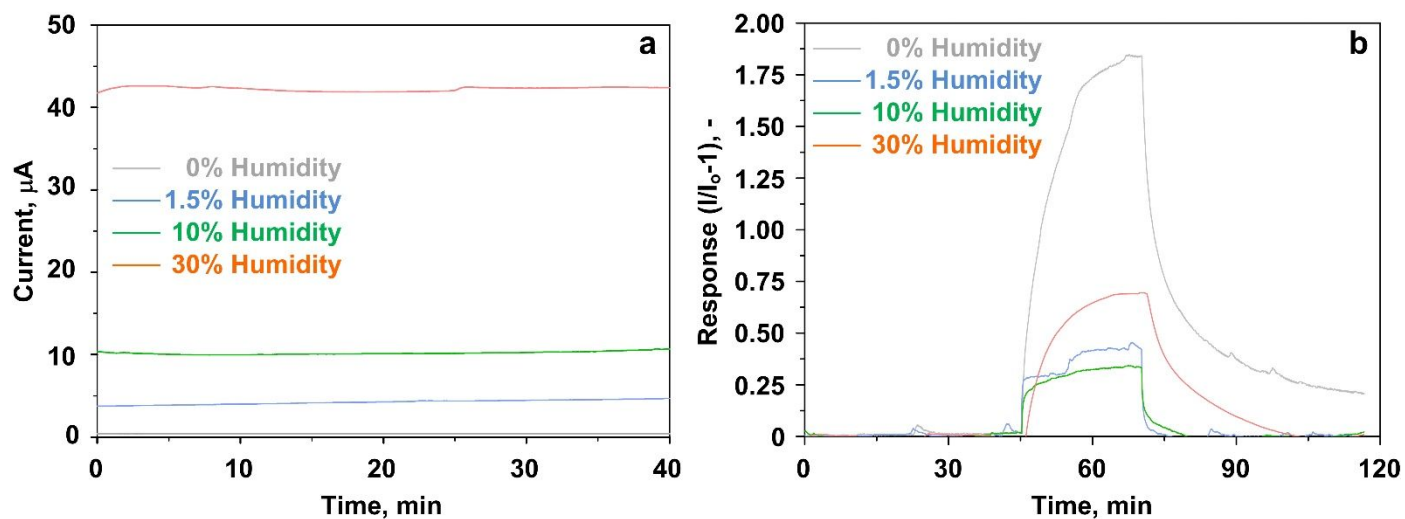 a
50
40
30
20
10
0
Current, μA
0% Humidity
1.5% Humidity
10% Humidity
30% Humidity
0
10
20
30
40
Time, min
b
2.00
1.75
1.50
1.25
1.00
0.75
0.50
0.25
0
Response (I/I₀-1), -
0% Humidity
1.5% Humidity
10% Humidity
30% Humidity
0
30
60
90
120
Time, min